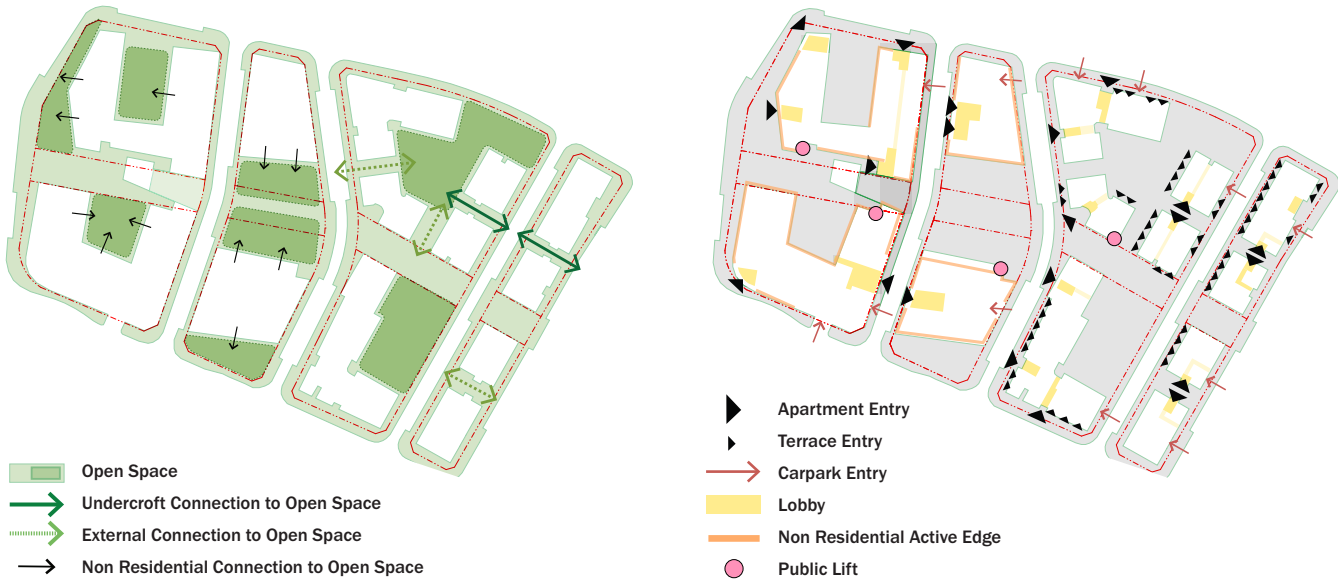 Open Space
Undercroft Connection to Open Space
External Connection to Open Space
Non Residential Connection to Open Space
Apartment Entry
Terrace Entry
Carpark Entry
Lobby
Non Residential Active Edge
Public Lift